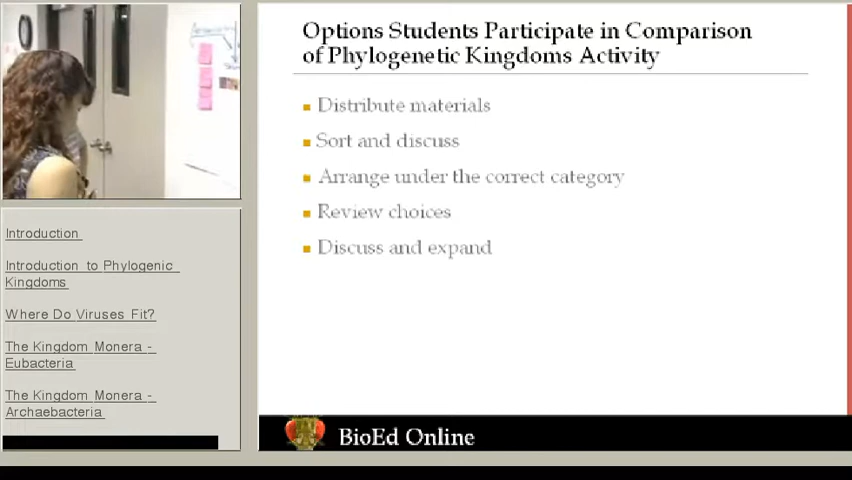 Options Students Participate in Comparison
of Phylogenetic Kingdoms Activity
Distribute materials
Sort and discuss
Arrange under the correct category
Review choices
Discuss and expand
Introduction
Introduction to Phylogenic
Kingdoms
Where Do Viruses Fit?
The Kingdom Monera -
Eubacteria
The Kingdom Monera -
Archaebacteria
BioEd Online